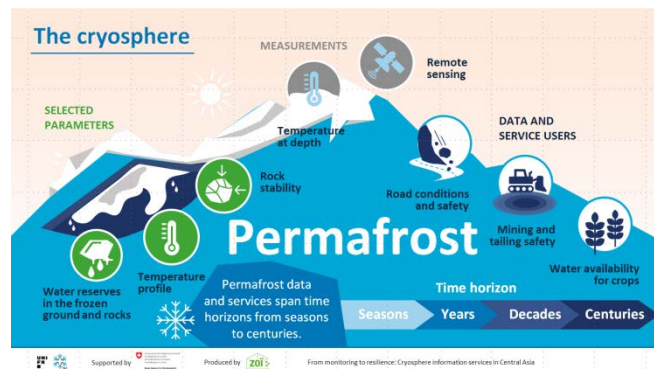 The cryosphere
MEASUREMENTS
Remote
sensing
SELECTED
PARAMETERS
Temperature
at depth
DATA AND
SERVICE USERS
Rock
stability
Road conditions
and safety
Mining and
tailing safety
Permafrost
Water availability
for crops
Water reserves
in the frozen
ground and rocks
Temperature
profile
Permafrost data
and services span time
horizons from seasons
to centuries.
Time horizon
Seasons
Years
Decades
Centuries
UNI
FR
Supported by
Produced by
zoï
From monitoring to resilience: Cryosphere information services in Central Asia